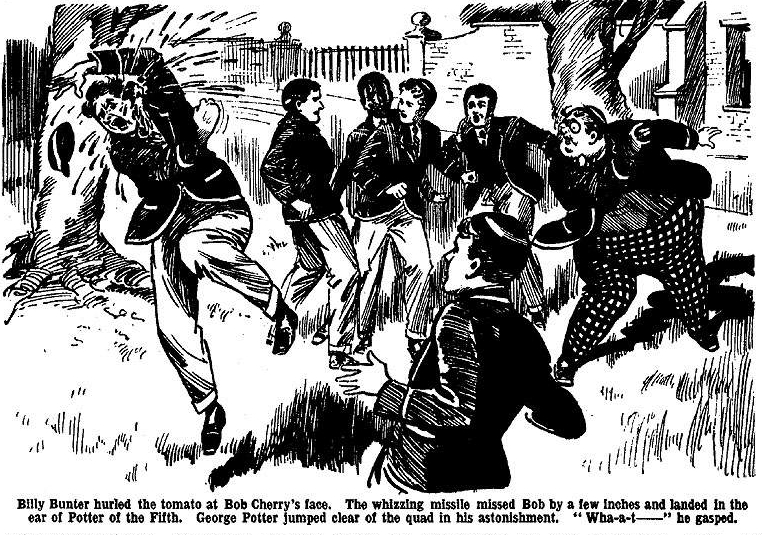 Billy Bunter hurled the tomato at Bob Cherry's face. The whizzing missile missed Bob by a few inches and landed in the
ear of Potter of the Fifth. George Potter jumped clear of the quad in his astonishment. "Wha-a-t——" he gasped.